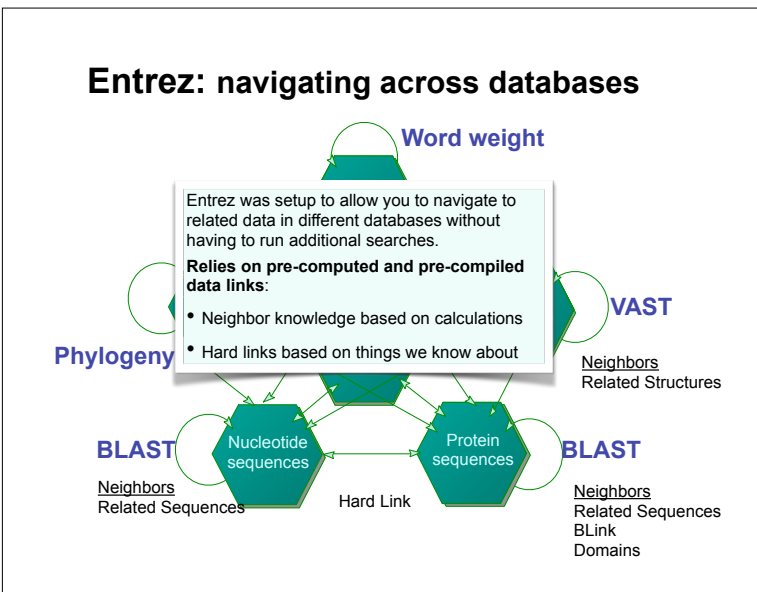 Entrez: navigating across databases
Word weight
Entrez was setup to allow you to navigate to
related data in different databases without
having to run additional searches.
Relies on pre-computed and pre-compiled
data links:
• Neighbor knowledge based on calculations
• Hard links based on things we know about
Phylogeny
VAST
Neighbors
Related Structures
BLAST
Neighbors
Related Sequences
Nucleotide
sequences
Hard Link
Protein
sequences
BLAST
Neighbors
Related Sequences
BLink
Domains